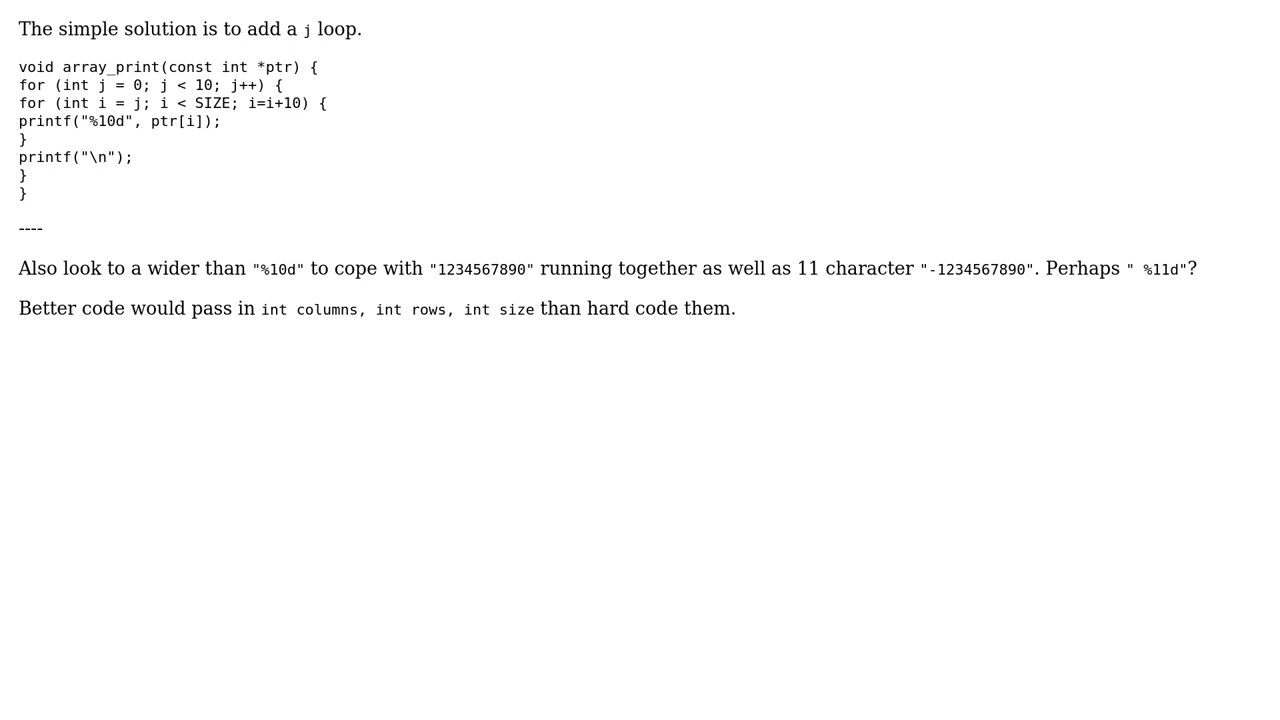 The simple solution is to add a j loop.
void array_print(const int *ptr) {
for (int j = 0; j < 10; j++) {
for (int i = j; i < SIZE; i=i+10) {
printf("%10d", ptr[i]);
}
printf("\n");
}
}
----
Also look to a wider than "%10d" to cope with "1234567890" running together as well as 11 character "-1234567890". Perhaps " %11d"?
Better code would pass in int columns, int rows, int size than hard code them.